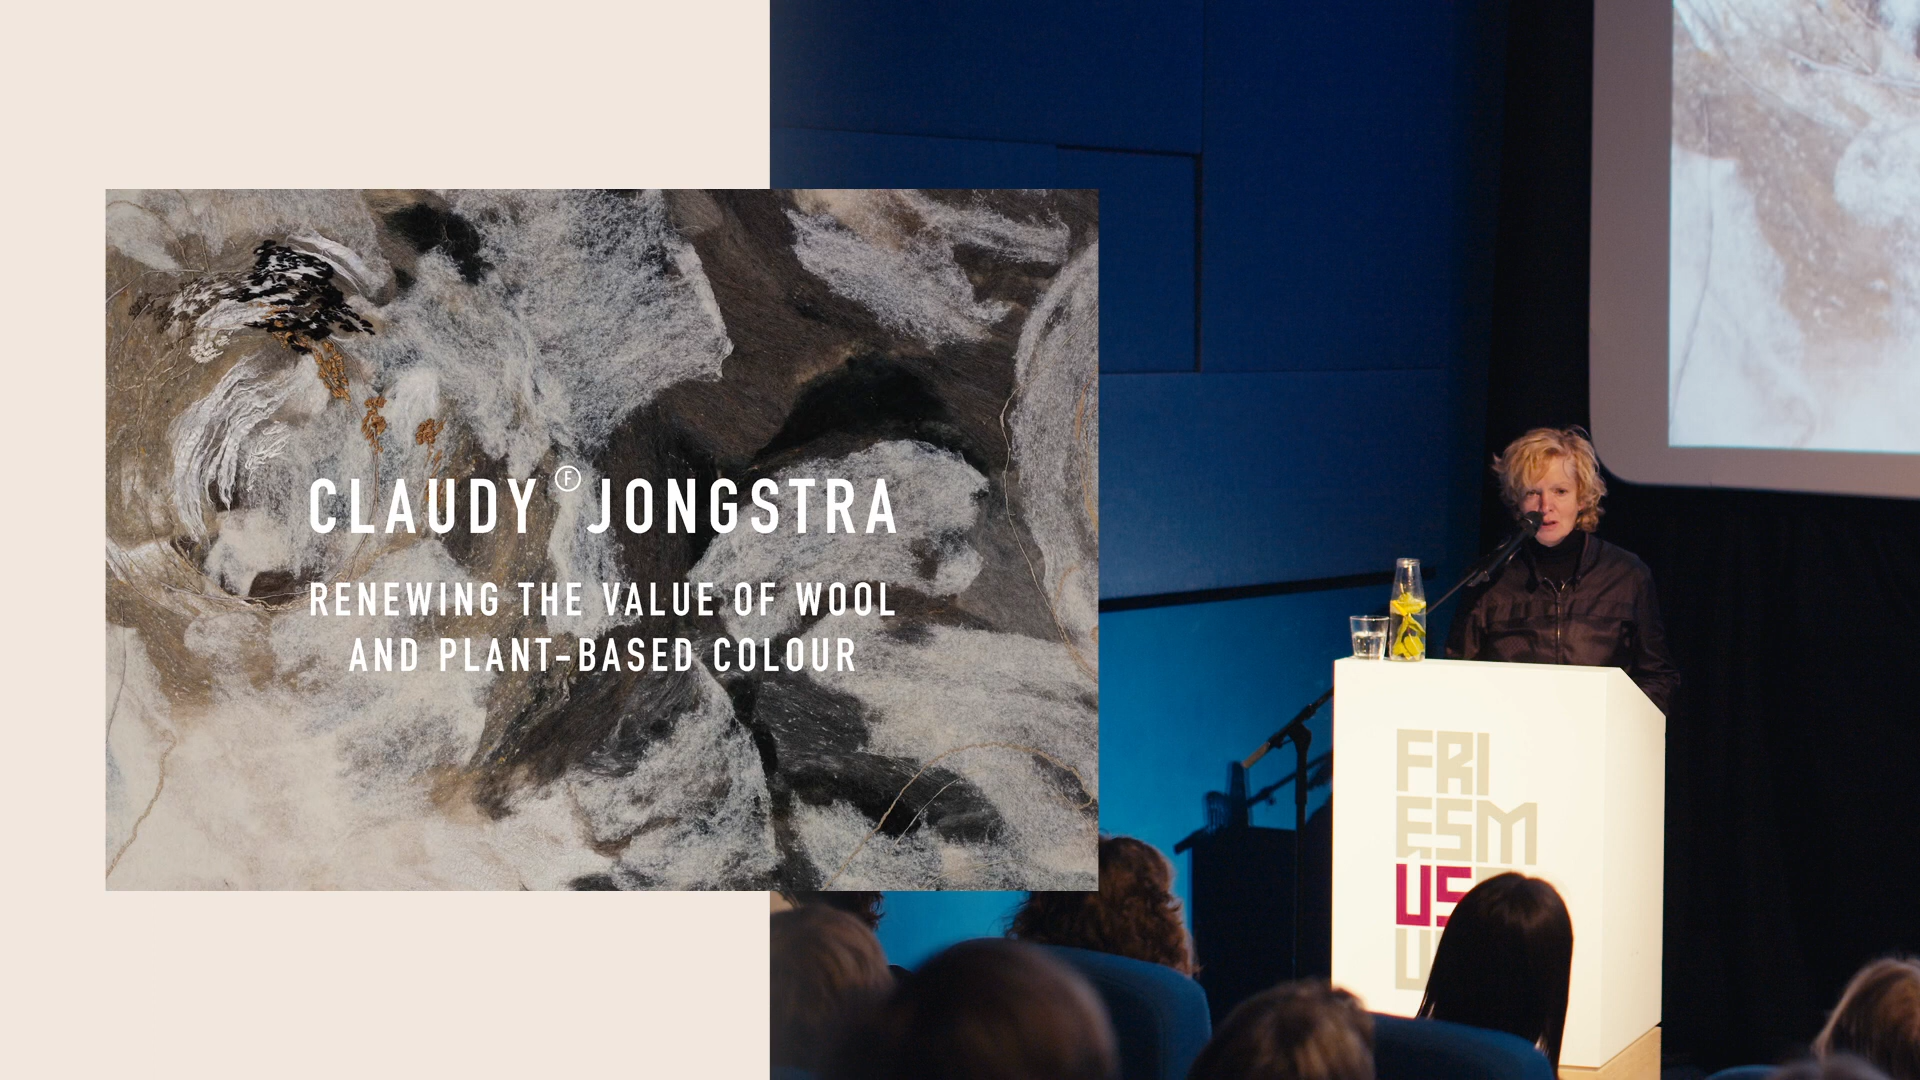 CLAUDY Ⓕ JONGSTRA
RENEWING THE VALUE OF WOOL
AND PLANT-BASED COLOUR
FRI
ESM
US
U